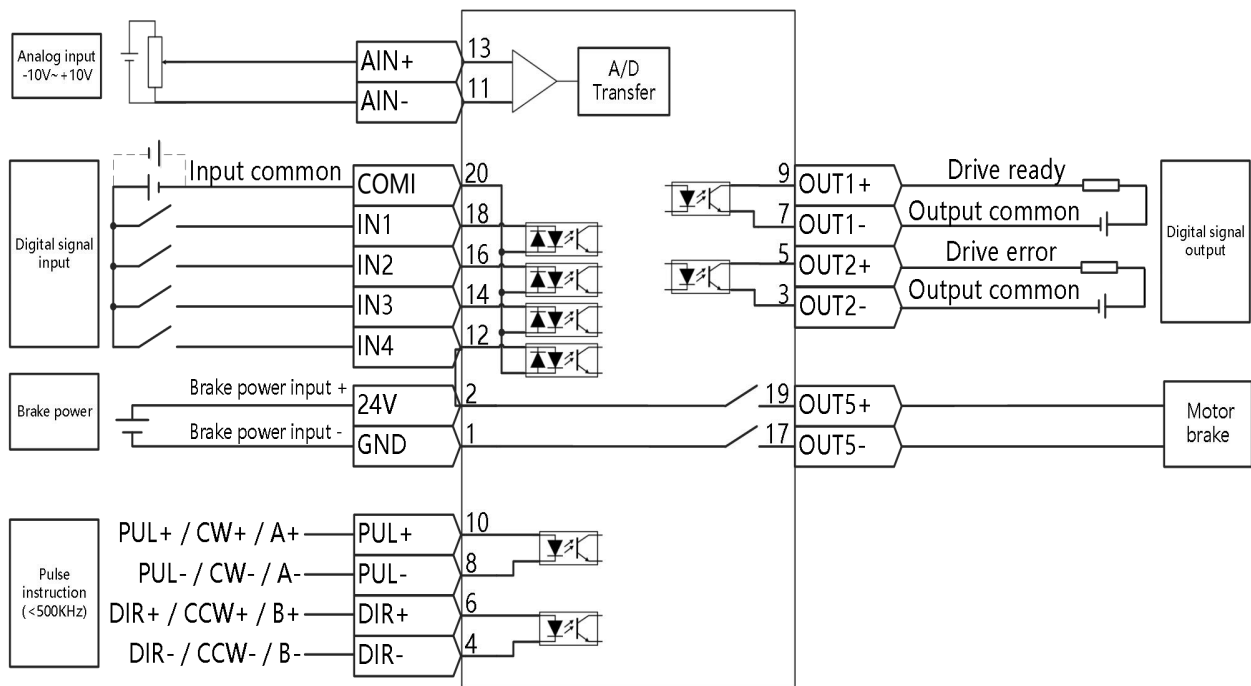 Analog input
-10V~+10V
AIN+
13
AIN-
11
A/D
Transfer
Digital signal
input
Input common
COMI
20
IN1
18
IN2
16
IN3
14
IN4
12
9
OUT1+
Drive ready
7
OUT1-
Output common
5
OUT2+
Drive error
3
OUT2-
Output common
Digital signal
output
Brake power
Brake power input +
24V
2
Brake power input -
GND
1
19
OUT5+
17
OUT5-
Motor
brake
Pulse
instruction
(<500KHz)
PUL+ / CW+ / A+
PUL+
10
PUL- / CW- / A-
PUL-
8
DIR+ / CCW+ / B+
DIR+
6
DIR- / CCW- / B-
DIR-
4